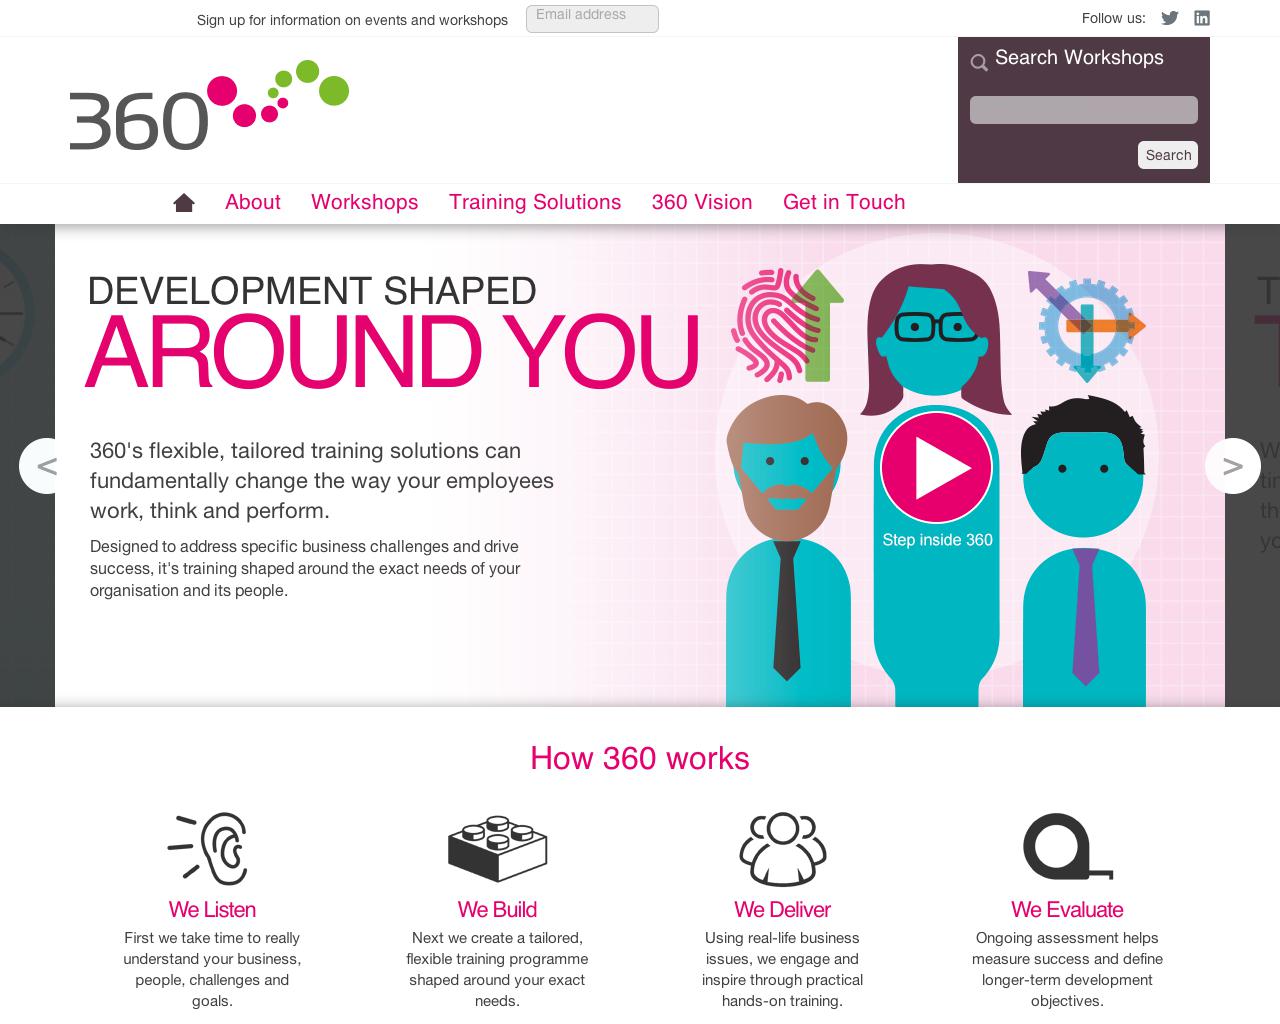 Sign up for information on events and workshops
Email address
Follow us:
360
Search Workshops
Search
About
Workshops
Training Solutions
360 Vision
Get in Touch
DEVELOPMENT SHAPED
AROUND YOU
360's flexible, tailored training solutions can
fundamentally change the way your employees
work, think and perform.
Designed to address specific business challenges and drive
success, it's training shaped around the exact needs of your
organisation and its people.
<
>
Step inside 360
How 360 works
We Listen
First we take time to really
understand your business,
people, challenges and
goals.
We Build
Next we create a tailored,
flexible training programme
shaped around your exact
needs.
We Deliver
Using real-life business
issues, we engage and
inspire through practical
hands-on training.
We Evaluate
Ongoing assessment helps
measure success and define
longer-term development
objectives.